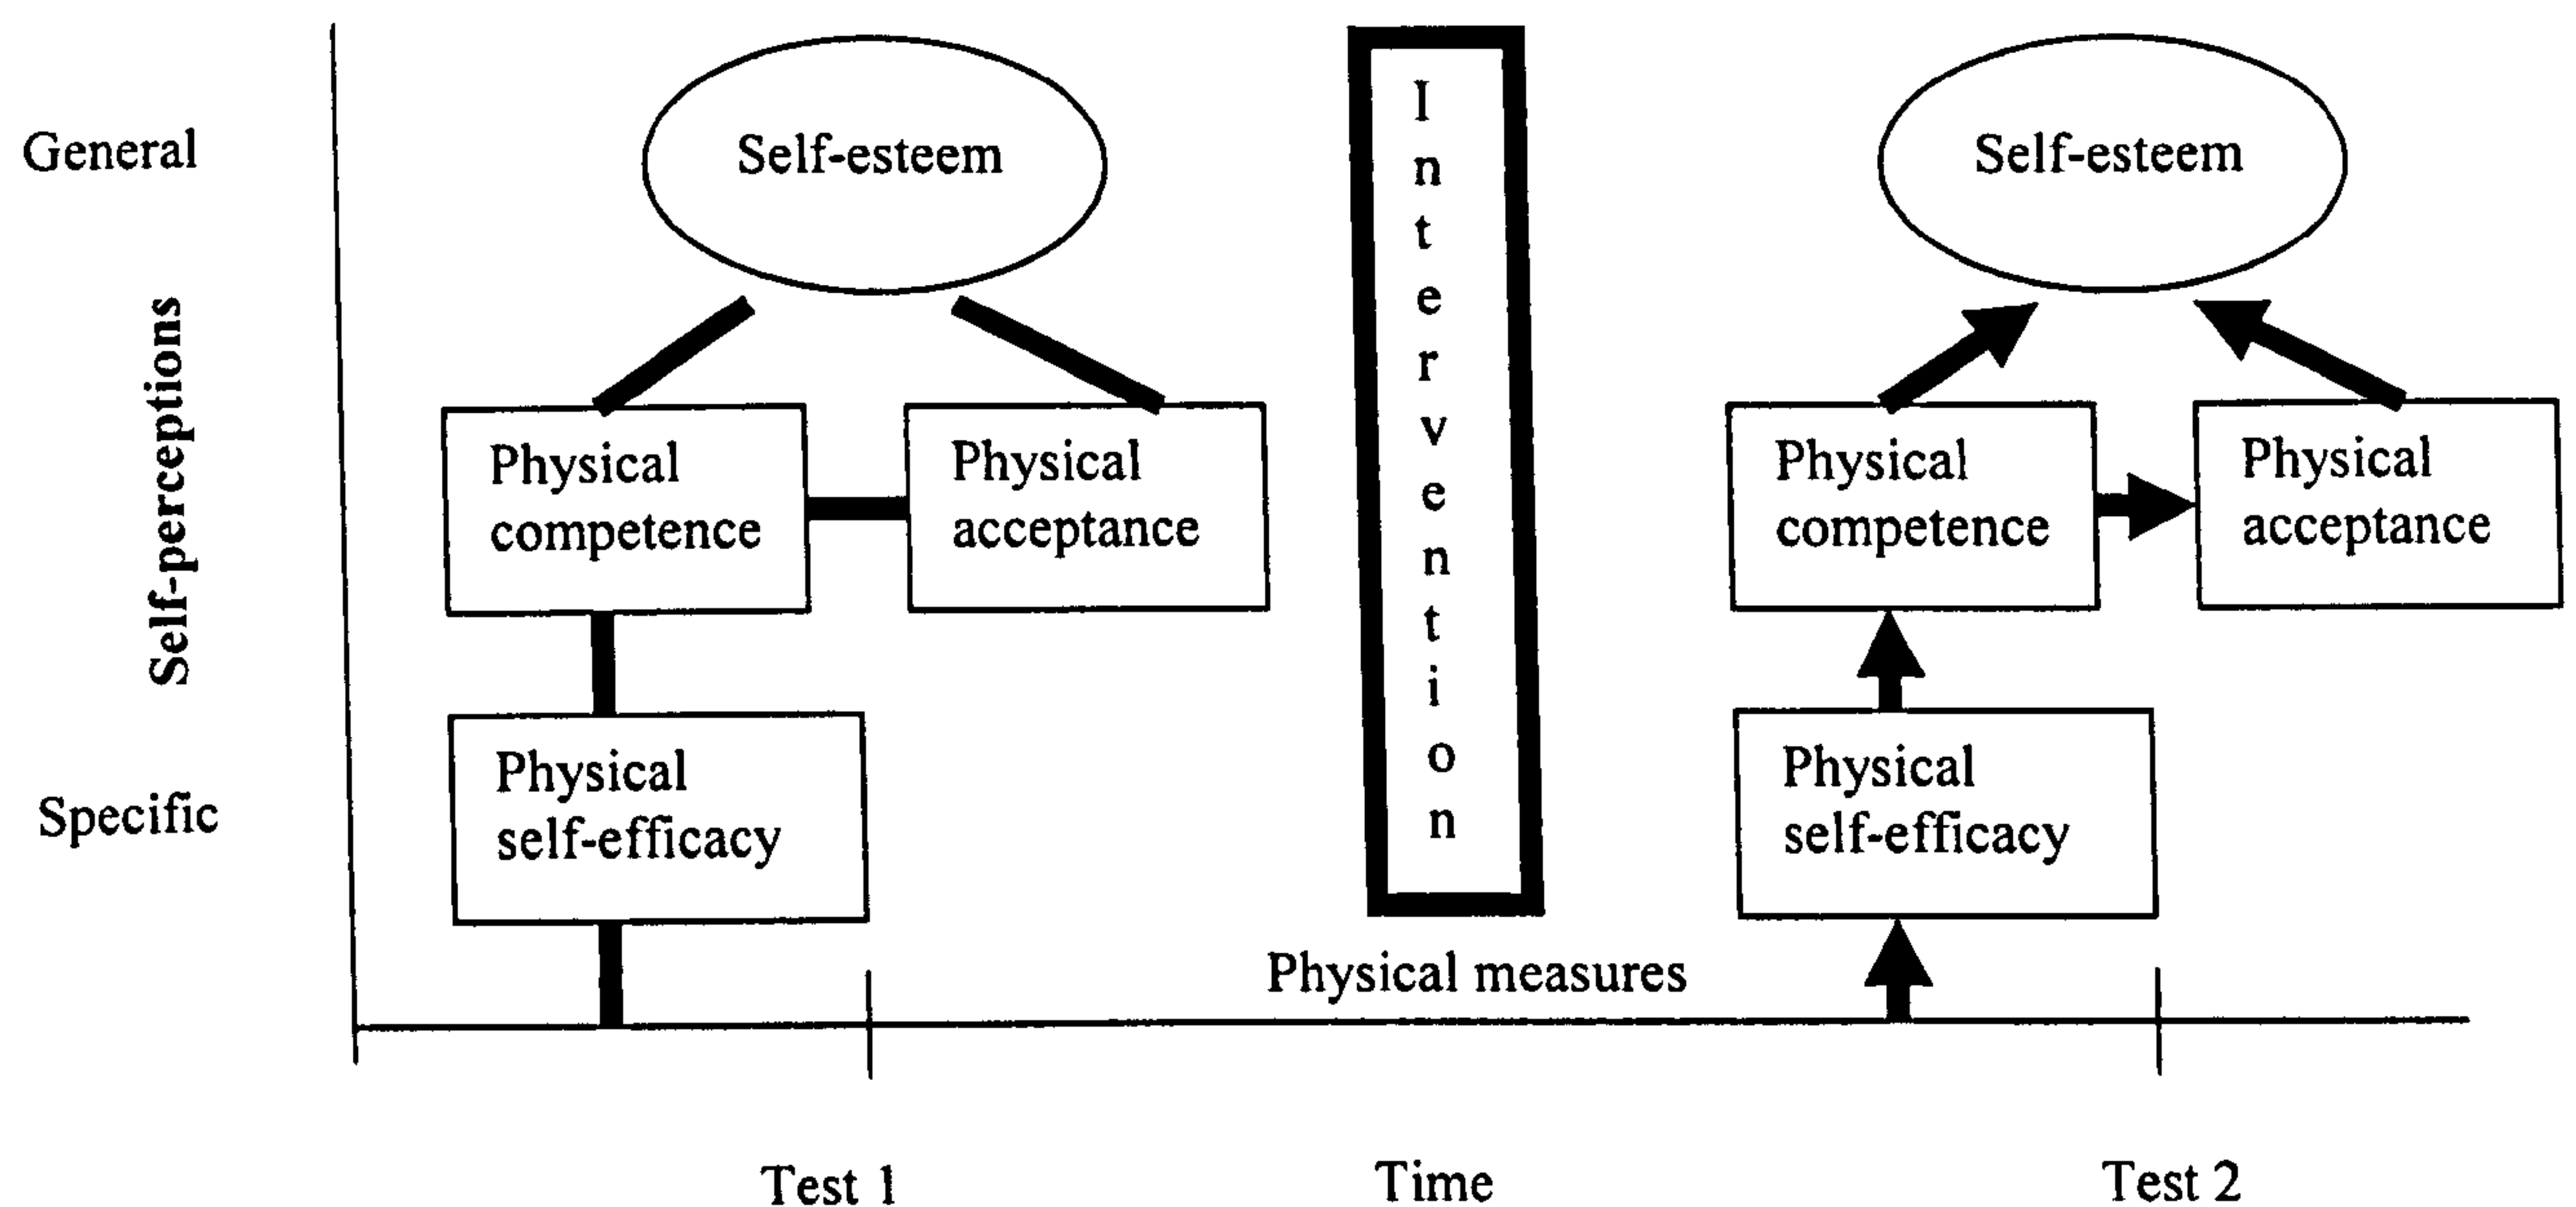 General
Self-perceptions
Specific
Self-esteem
Physical
competence
Physical
acceptance
Physical
self-efficacy
Intervention
Self-esteem
Physical
competence
Physical
acceptance
Physical
self-efficacy
Physical measures
Test 1
Time
Test 2